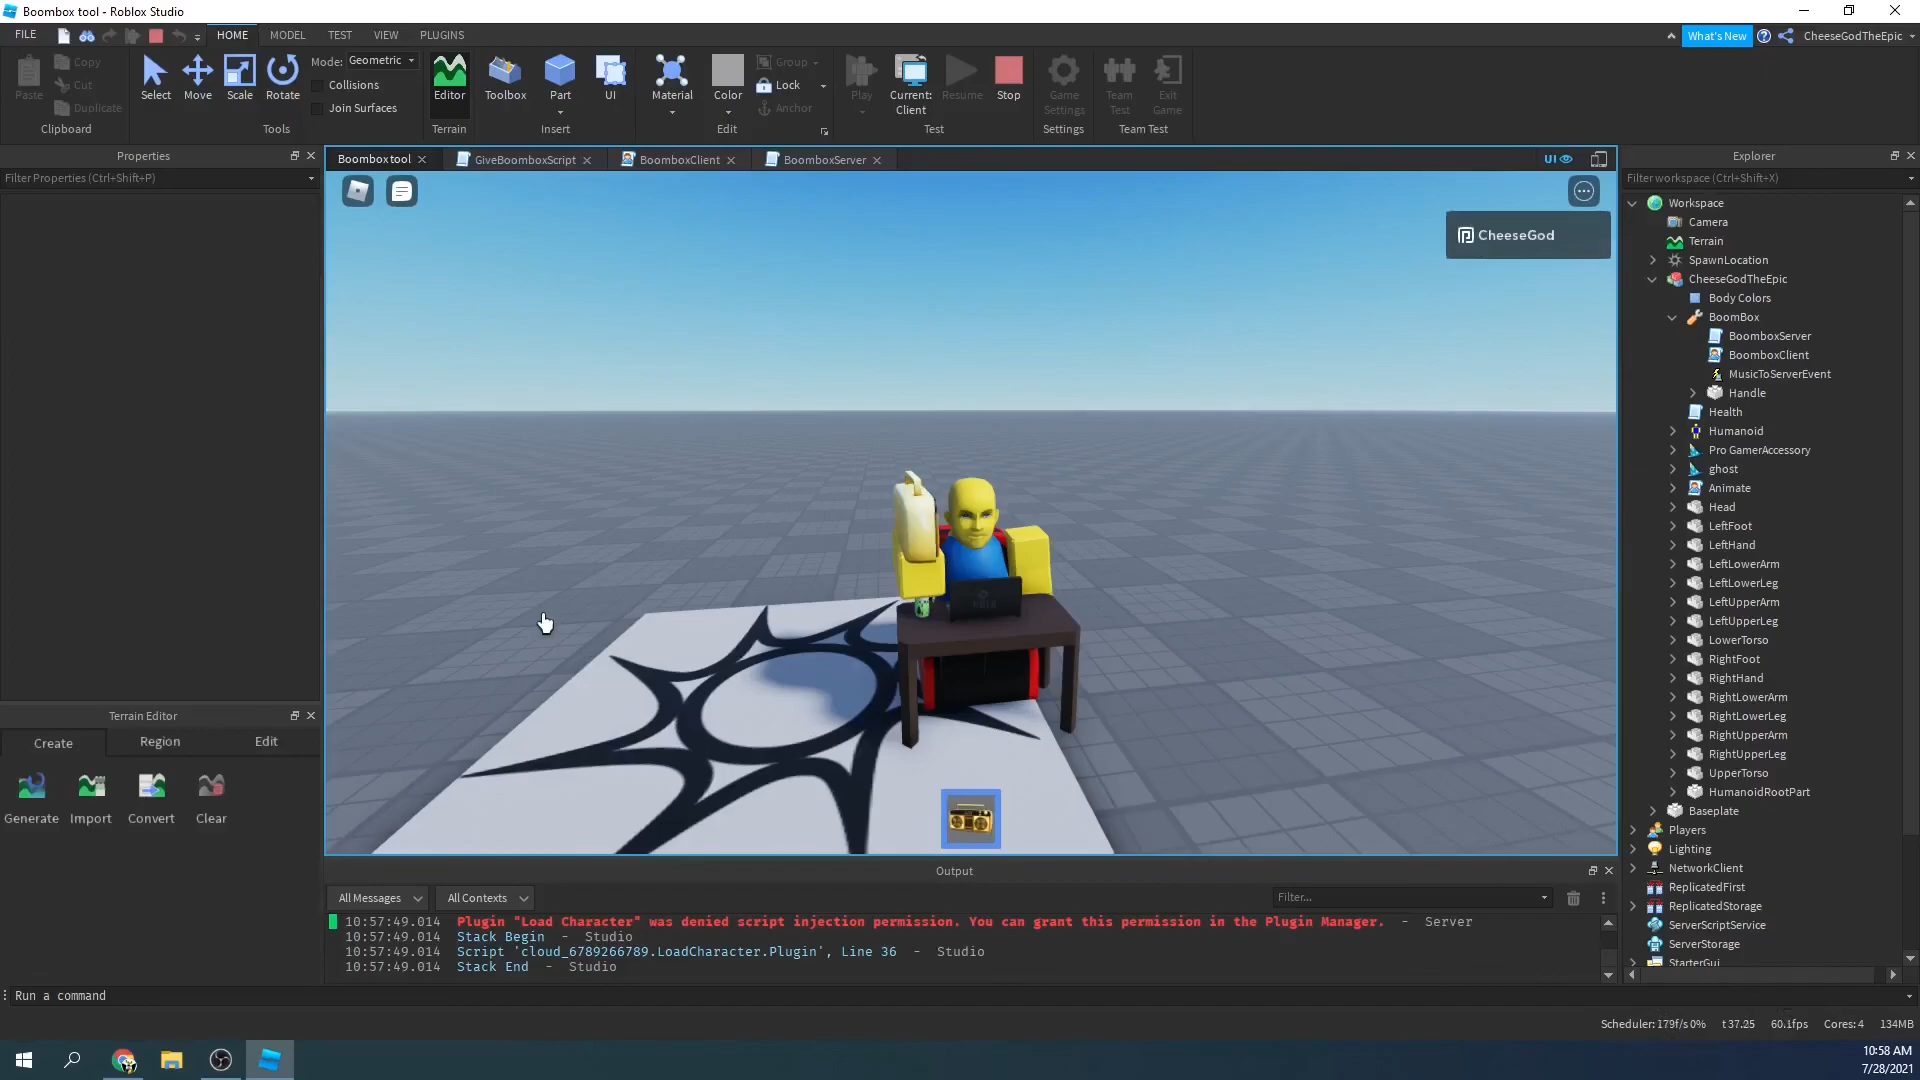 Boombox tool - Roblox Studio
FILE HOME MODEL TEST VIEW PLUGINS What's New CheeseGodTheEpic
Paste Copy Cut Duplicate
Clipboard
Select Move Scale Rotate
Mode: Geometric
Collisions
Join Surfaces
Tools
Editor
Terrain
Toolbox Part UI
Insert
Material Color
Group
Lock
Anchor
Edit
Play Current: Client Resume Stop
Test
Game Settings
Settings
Team Test Exit Game
Team Test
Properties
Filter Properties (Ctrl+Shift+P)
Boombox tool GiveBoomboxScript BoomboxClient BoomboxServer UI
CheeseGod
Explorer
Filter workspace (Ctrl+Shift+X)
Workspace
Camera
Terrain
SpawnLocation
CheeseGodTheEpic
Body Colors
BoomBox
BoomboxServer
BoomboxClient
MusicToServerEvent
Handle
Health
Humanoid
Pro GamerAccessory
ghost
Animate
Head
LeftFoot
LeftHand
LeftLowerArm
LeftLowerLeg
LeftUpperArm
LeftUpperLeg
LowerTorso
RightFoot
RightHand
RightLowerArm
RightLowerLeg
RightUpperArm
RightUpperLeg
UpperTorso
HumanoidRootPart
Baseplate
Players
Lighting
NetworkClient
ReplicatedFirst
ReplicatedStorage
ServerScriptService
ServerStorage
StarterGui
Terrain Editor
Create Region Edit
Generate Import Convert Clear
Output
All Messages All Contexts Filter...
10:57:49.014 Plugin "Load Character" was denied script injection permission. You can grant this permission in the Plugin Manager. - Server
10:57:49.014 Stack Begin - Studio
10:57:49.014 Script 'cloud_6789266789.LoadCharacter.Plugin', Line 36 - Studio
10:57:49.014 Stack End - Studio
Run a command
Scheduler: 179f/s 0% t 37.25 60.1fps Cores: 4 134MB
10:58 AM
7/28/2021